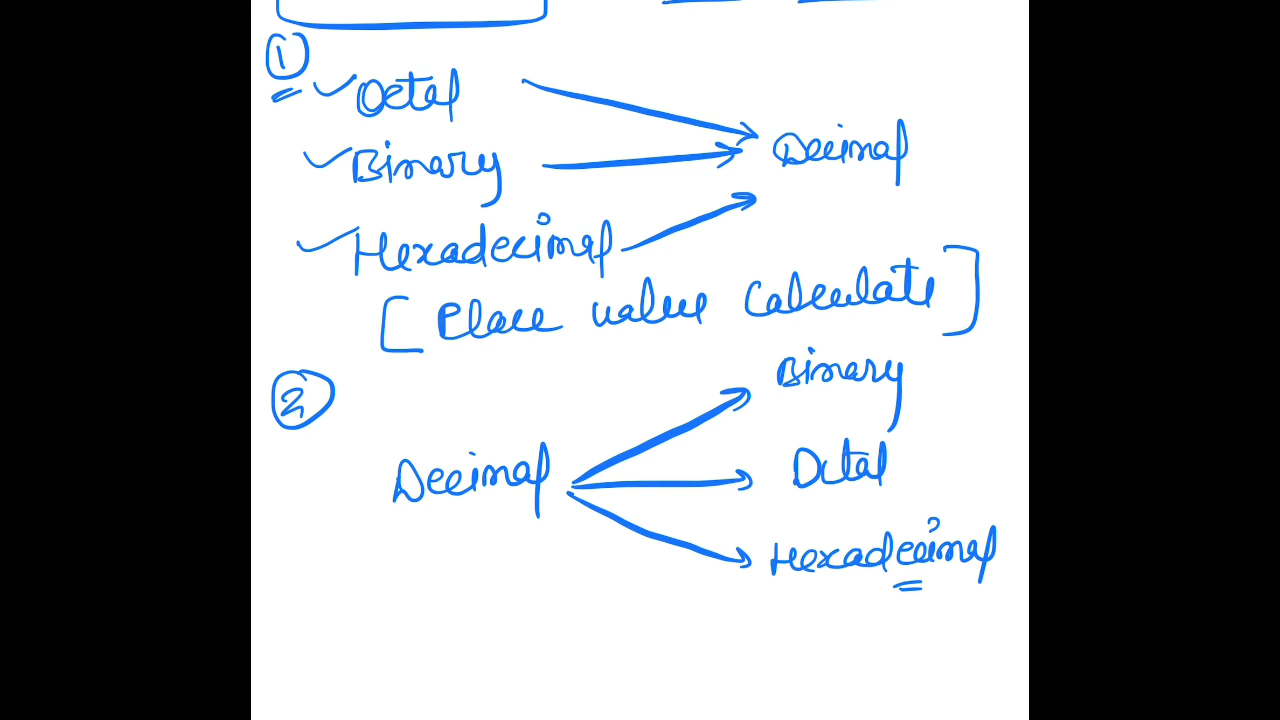 1
Octal
Decimal
Binary
Hexadecimal
[Place value calculate]
2
Binary
Decimal
Octal
Hexadecimal